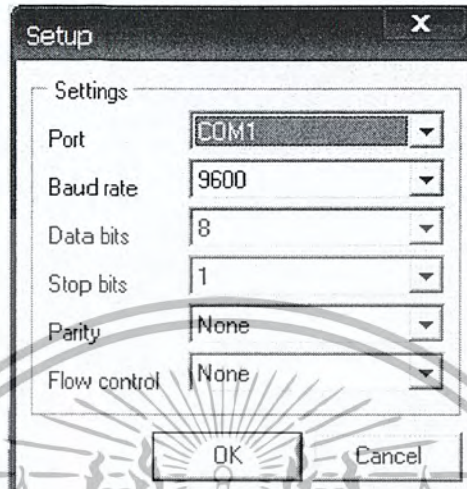 Setup
Settings
Port COM1
Baud rate 9600
Data bits 8
Stop bits 1
Parity None
Flow control None
OK Cancel